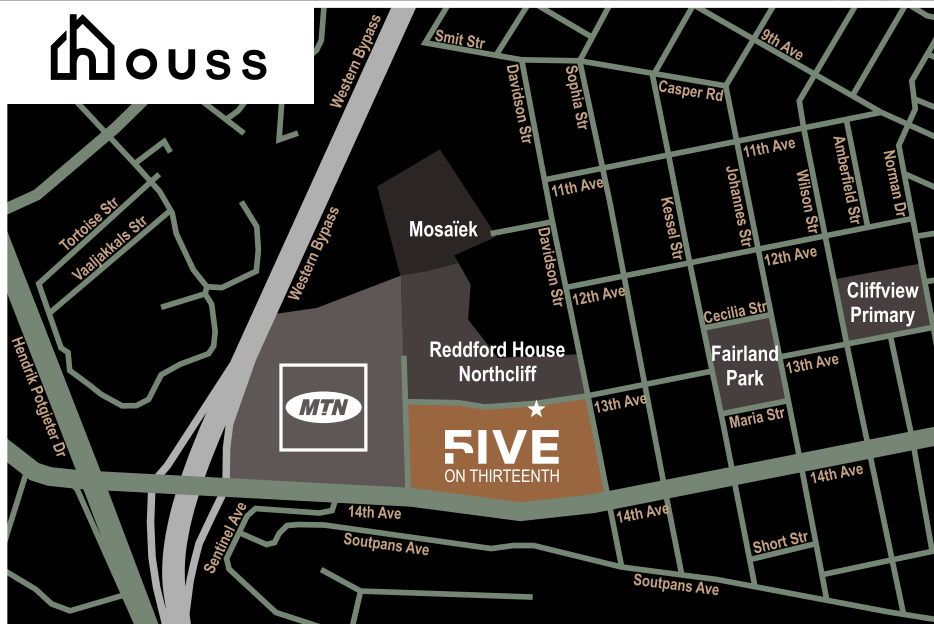 houss
Western Bypass
Smit Str
9th Ave
Davidson Str
Sophia Str
Casper Rd
11th Ave
Amberfield Str
Norman Dr
Johannes Str
Wilson Str
11th Ave
Kessel Str
Tortoise Str
Vaaljakkals Str
Western Bypass
Mosaïek
Davidson Str
12th Ave
12th Ave
Cliffview
Primary
Cecilia Str
Hendrik Potgieter Dr
Reddford House
Northcliff
Fairland
Park
13th Ave
MTN
13th Ave
Maria Str
FIVE
ON THIRTEENTH
14th Ave
14th Ave
14th Ave
Sentinel Ave
Soutpans Ave
Short Str
Soutpans Ave